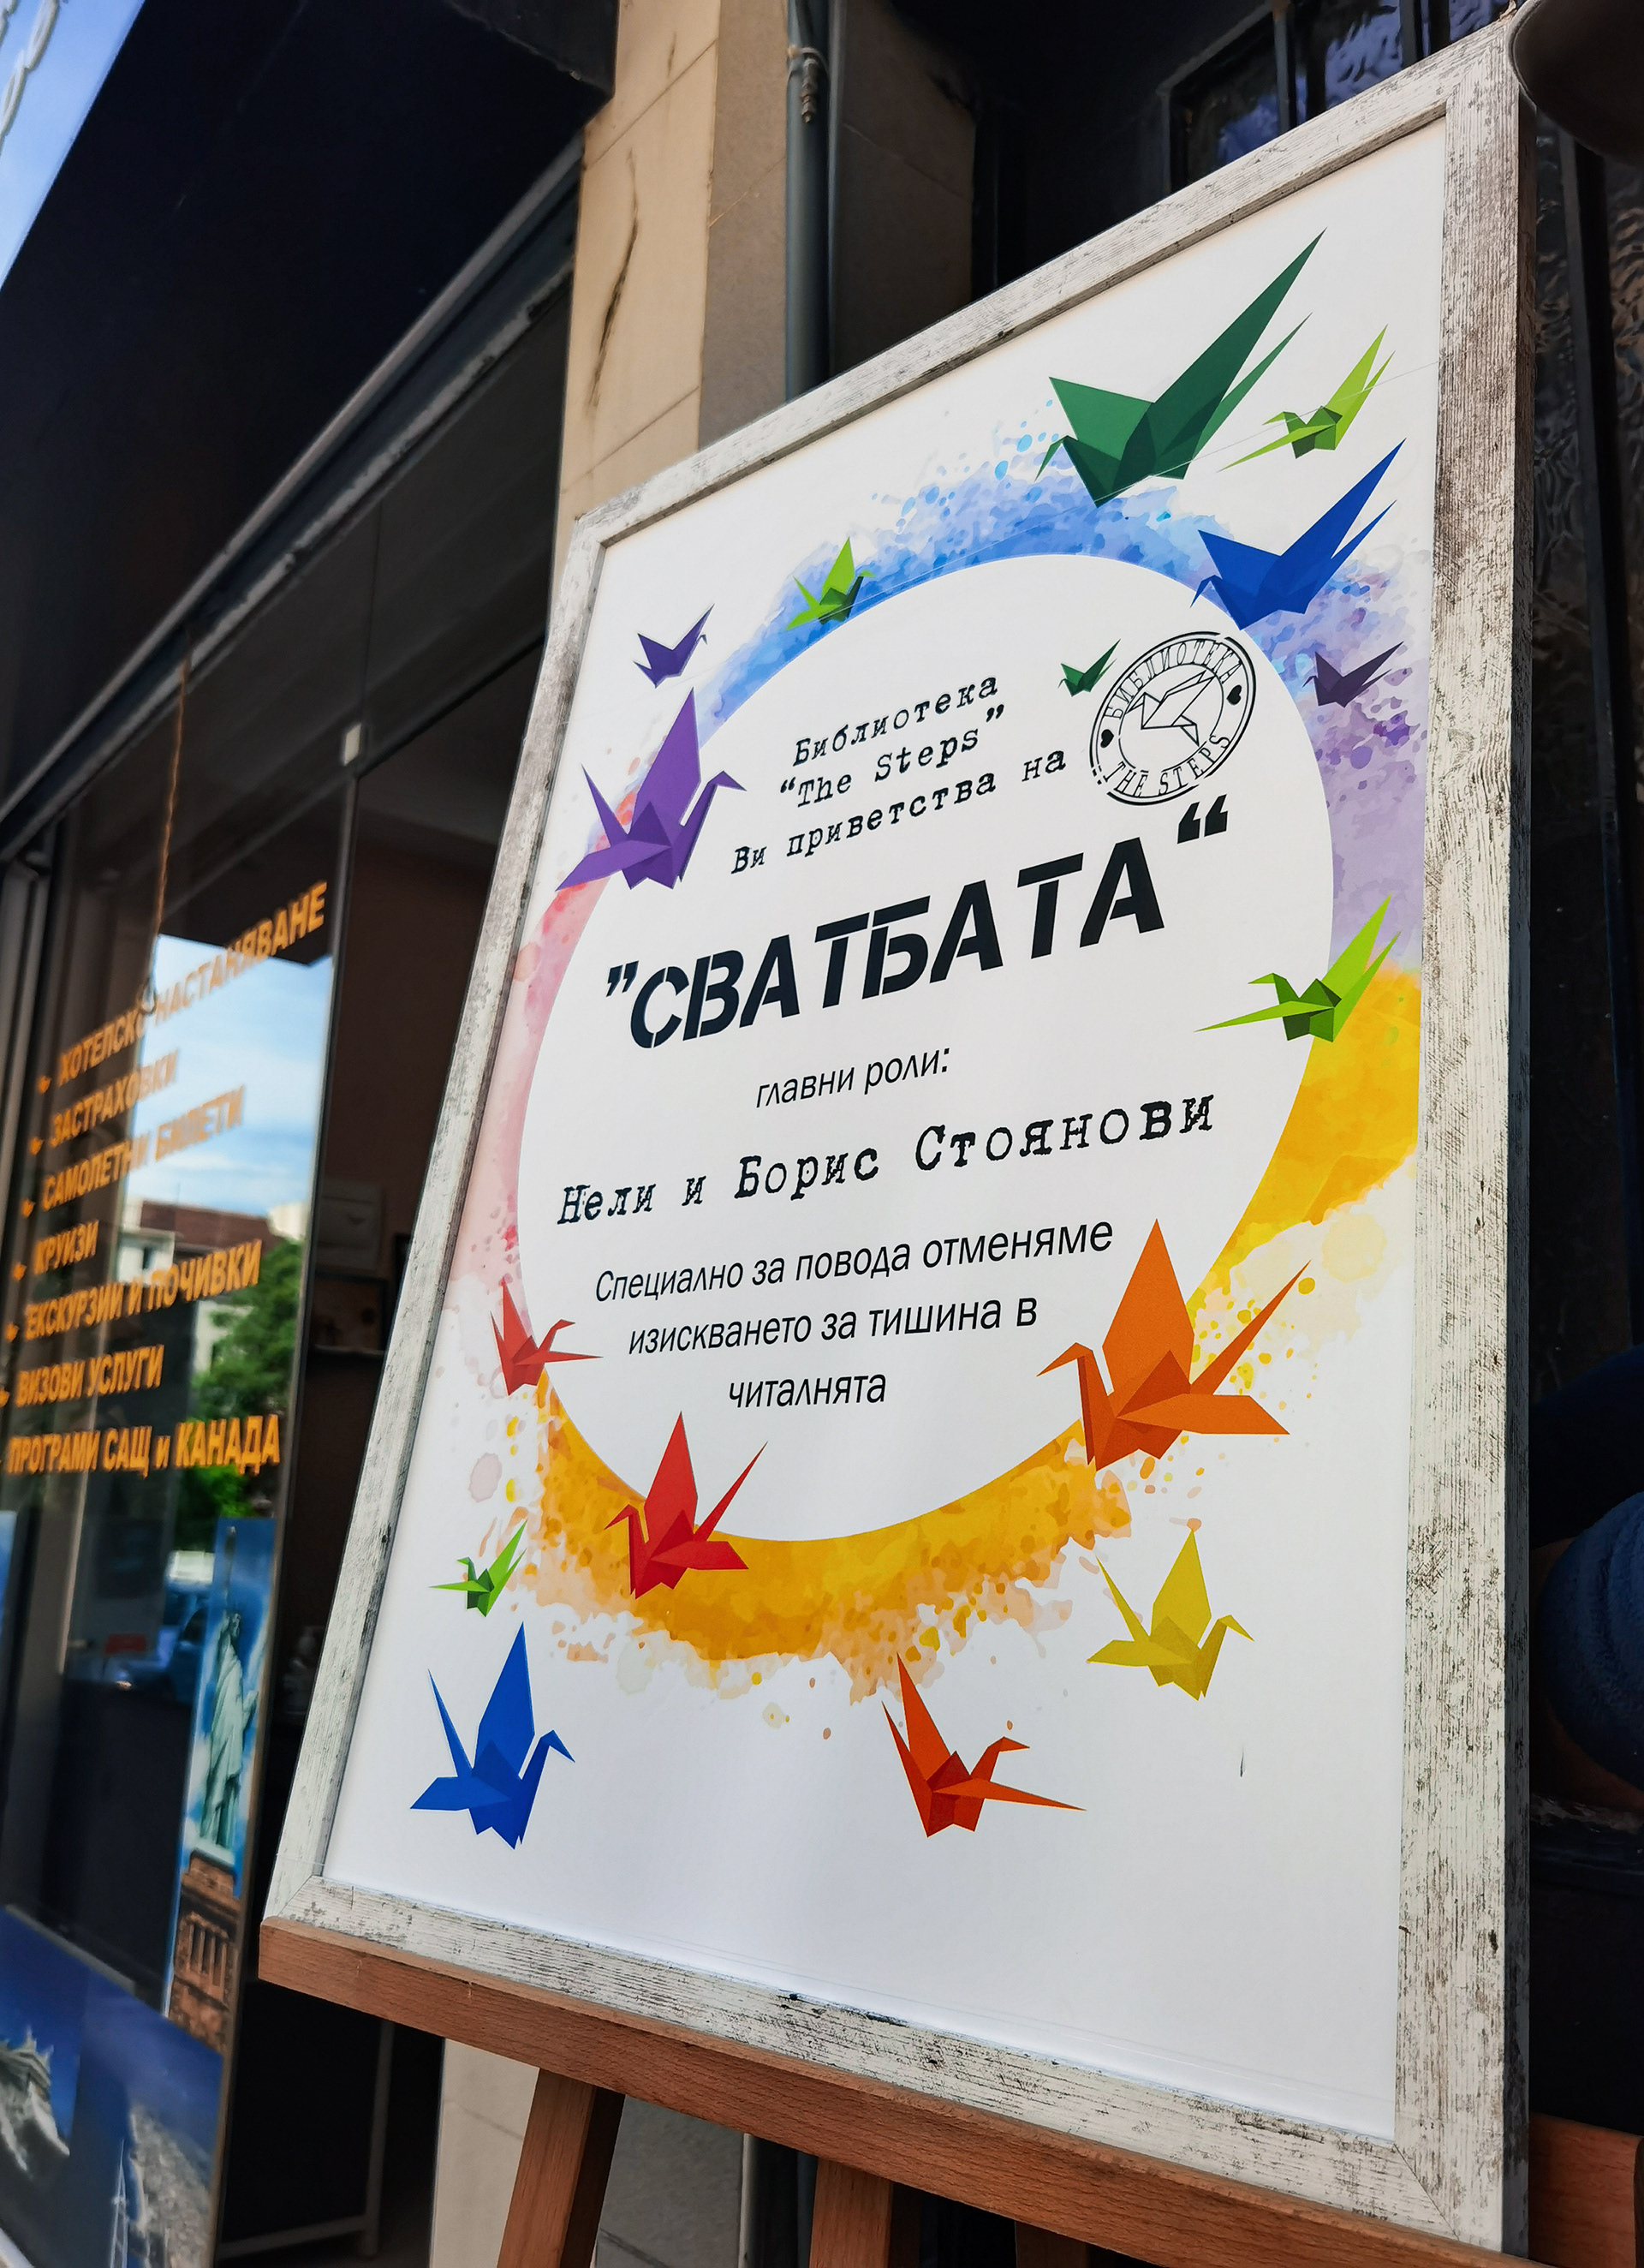 Библиотека
“The Steps”
Ви приветства на
БИБЛИОТЕКА
THE STEPS
”СВАТБАТА“
главни роли:
Нели и Борис Стоянови
Специално за повода отменяме
изискването за тишина в
читалнята
ХОТЕЛСКО НАСТАНЯВАНЕ
ЗАСТРАХОВКИ
САМОЛЕТНИ БИЛЕТИ
КРУИЗИ
ЕКСКУРЗИИ И ПОЧИВКИ
ВИЗОВИ УСЛУГИ
ПРОГРАМИ САЩ и КАНАДА